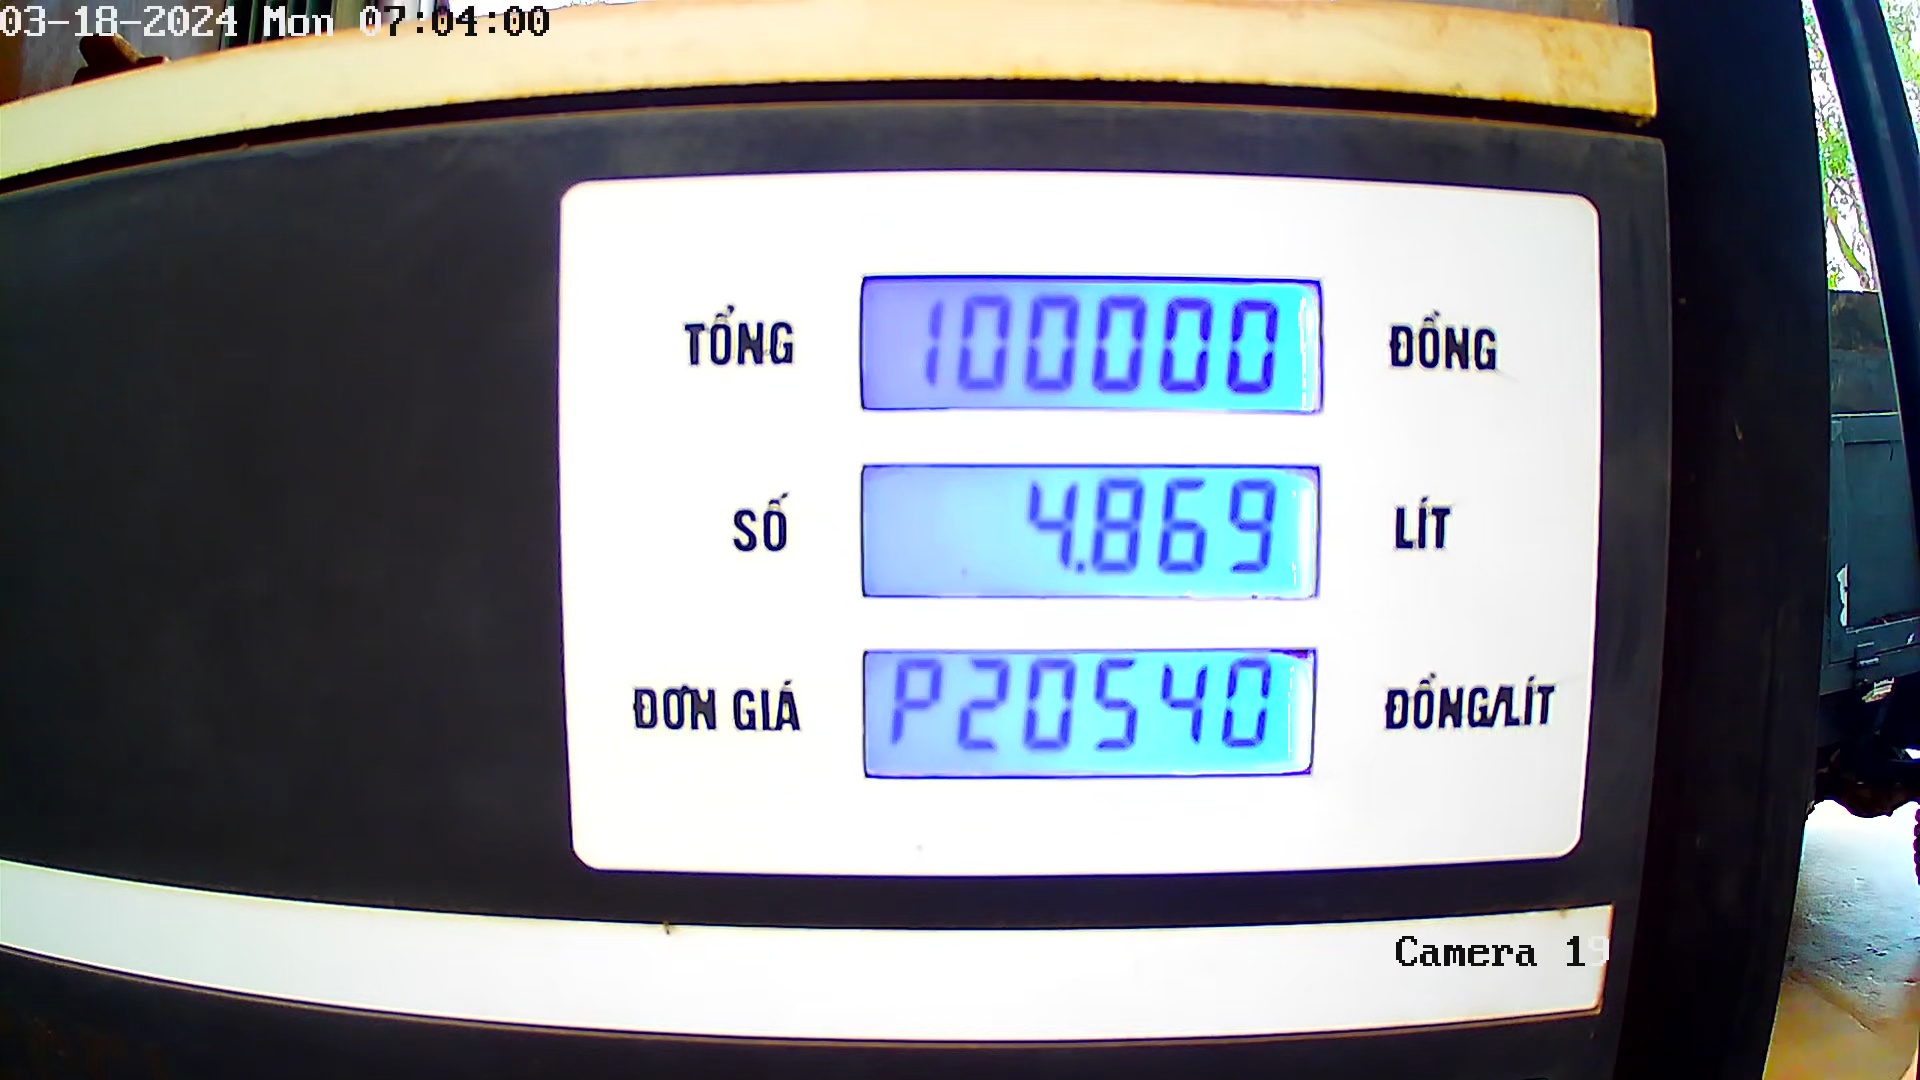 03-18-2024 Mon 07:04:00
TỔNG 100000 ĐỒNG
SỐ 4.869 LÍT
ĐƠN GIÁ P20540 ĐỒNG/LÍT
Camera 19